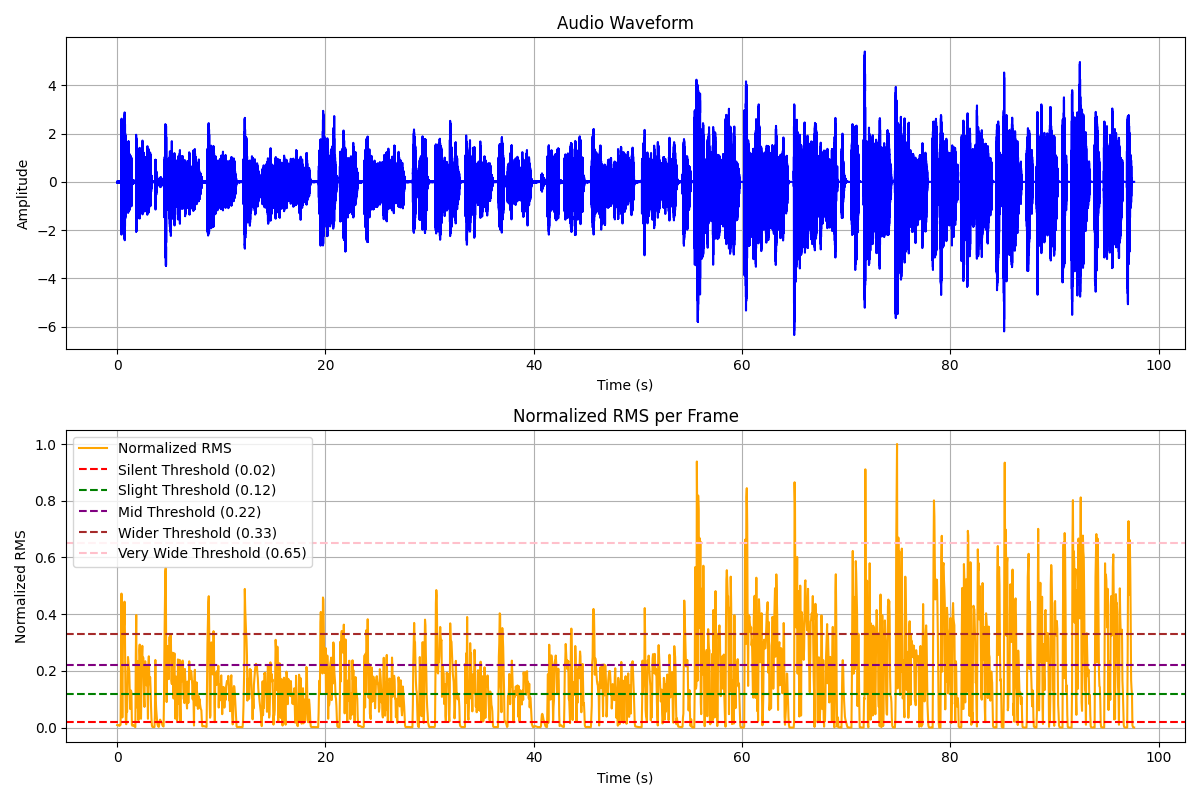 Audio Waveform
4
2
0
−2
−4
−6
Amplitude
0 20 40 60 80 100
Time (s)
Normalized RMS per Frame
1.0
0.8
0.6
0.4
0.2
0.0
Normalized RMS
Normalized RMS
Silent Threshold (0.02)
Slight Threshold (0.12)
Mid Threshold (0.22)
Wider Threshold (0.33)
Very Wide Threshold (0.65)
0 20 40 60 80 100
Time (s)